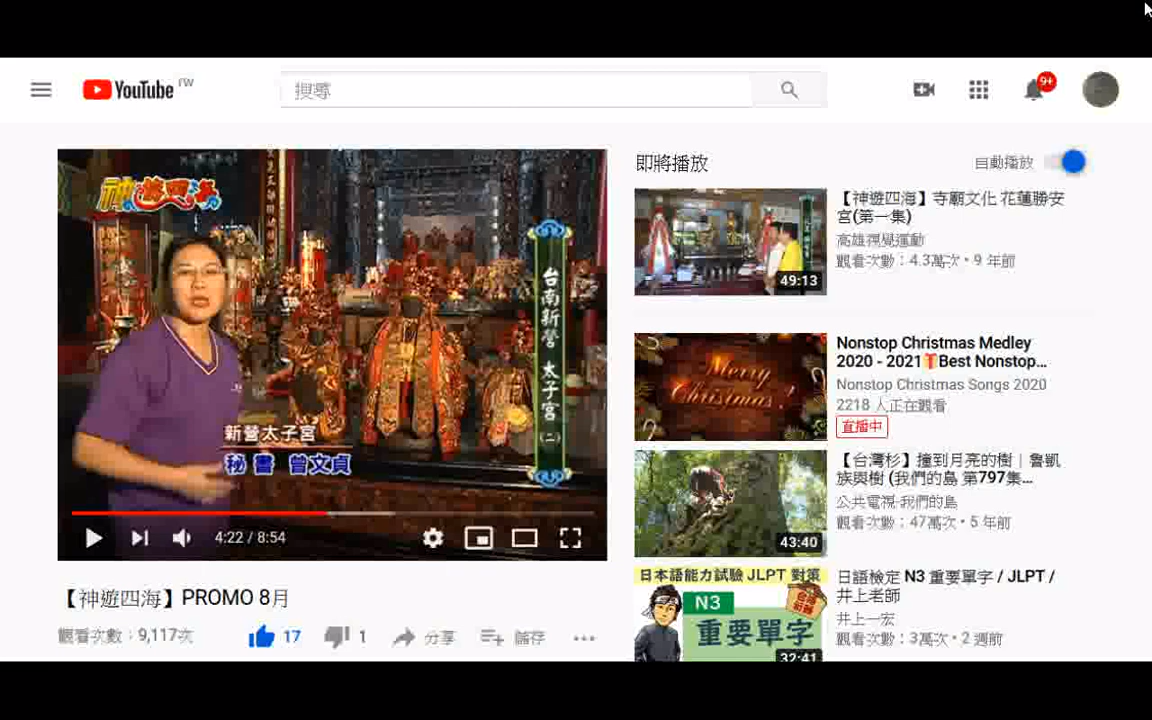 YouTube TW
搜尋
9+
神遊四海
台南新營 太子宮(二)
新營太子宮
秘書 曾文貞
4:22 / 8:54
【神遊四海】PROMO 8月
觀看次數：9,117次
17
1
分享
儲存
即將播放
自動播放
【神遊四海】寺廟文化 花蓮勝安
宮(第一集)
高雄視覺運動
觀看次數：4.3萬次 • 9 年前
49:13
Merry
Christmas!
Nonstop Christmas Medley
2020 - 2021🎁Best Nonstop...
Nonstop Christmas Songs 2020
2218 人正在觀看
直播中
【台灣杉】撞到月亮的樹｜魯凱
族與樹 (我們的島 第797集...
公共電視-我們的島
觀看次數：47萬次 • 5 年前
43:40
日本語能力試験 JLPT 對策
N3
重要單字
32:41
日語檢定 N3 重要單字 / JLPT /
井上老師
井上一宏
觀看次數：3萬次 • 2 週前